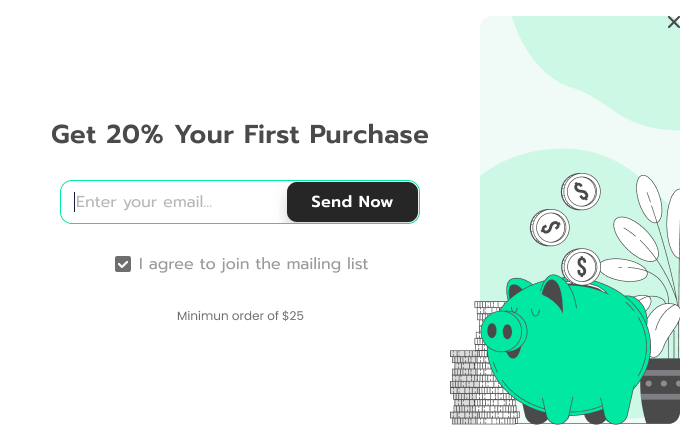 Get 20% Your First Purchase
Enter your email...
Send Now
I agree to join the mailing list
Minimun order of $25
$
$
$